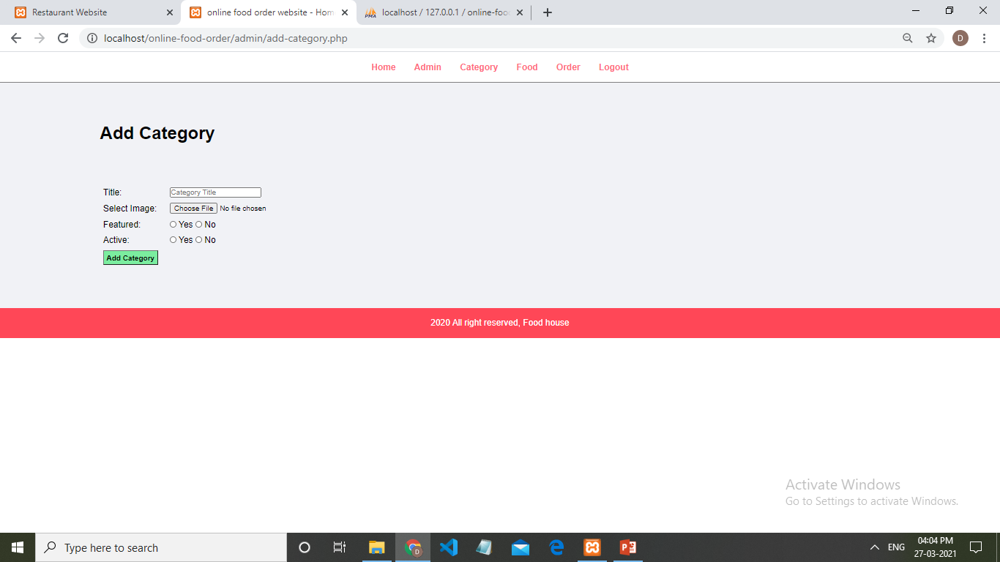 Restaurant Website
online food order website - Hom
localhost / 127.0.0.1 / online-food
localhost/online-food-order/admin/add-category.php
D
Home Admin Category Food Order Logout
Add Category
Title: Category Title
Select Image: Choose File No file chosen
Featured: Yes No
Active: Yes No
Add Category
2020 All right reserved, Food house
Activate Windows
Go to Settings to activate Windows.
Type here to search
ENG
04:04 PM
27-03-2021